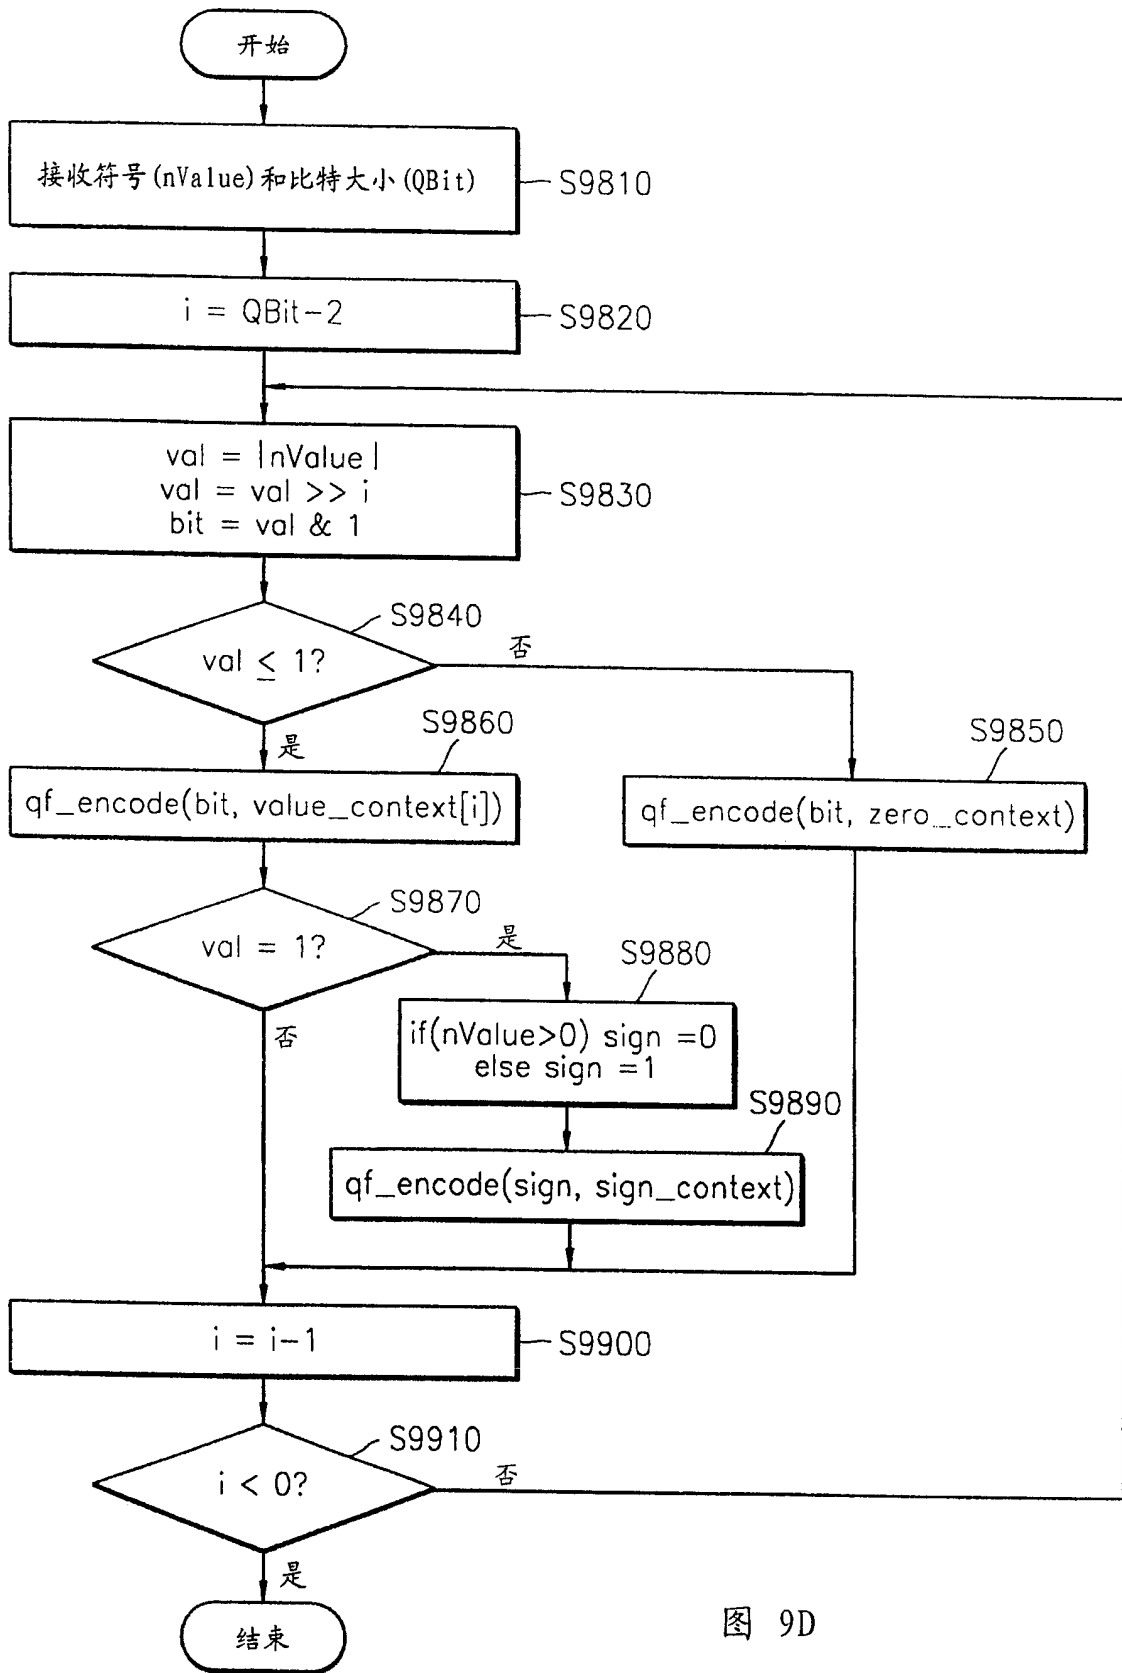 开始
接收符号(nValue)和比特大小(QBit)
S9810
i = QBit-2
S9820
val = |nValue|
val = val >> i
bit = val & 1
S9830
S9840
val ≤ 1?
否
是
S9860
qf_encode(bit, value_context[i])
S9850
qf_encode(bit, zero_context)
S9870
val = 1?
是
否
S9880
if(nValue>0) sign =0
else sign =1
S9890
qf_encode(sign, sign_context)
i = i-1
S9900
S9910
i < 0?
否
是
结束
图 9D